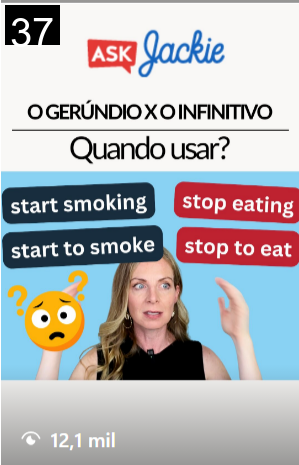 37
ASK Jackie
O GERÚNDIO X O INFINITIVO
Quando usar?
start smoking
stop eating
start to smoke
stop to eat
? ?
12,1 mil